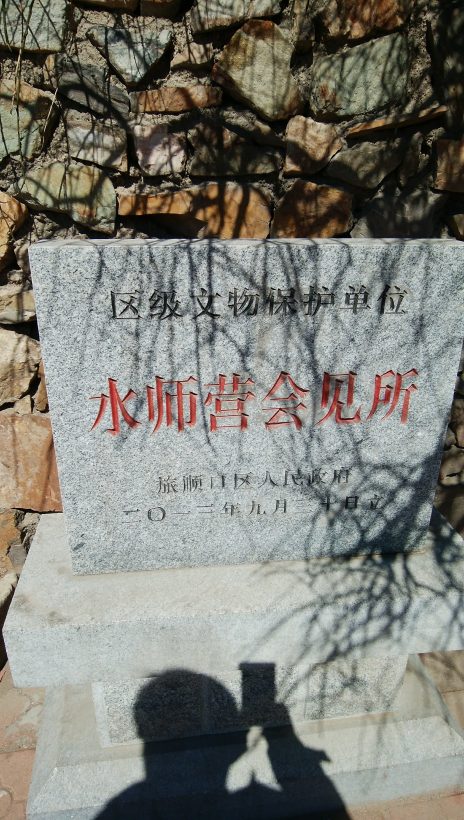 区级文物保护单位
水师营会见所
旅顺口区人民政府
二〇一三年九月三十日立